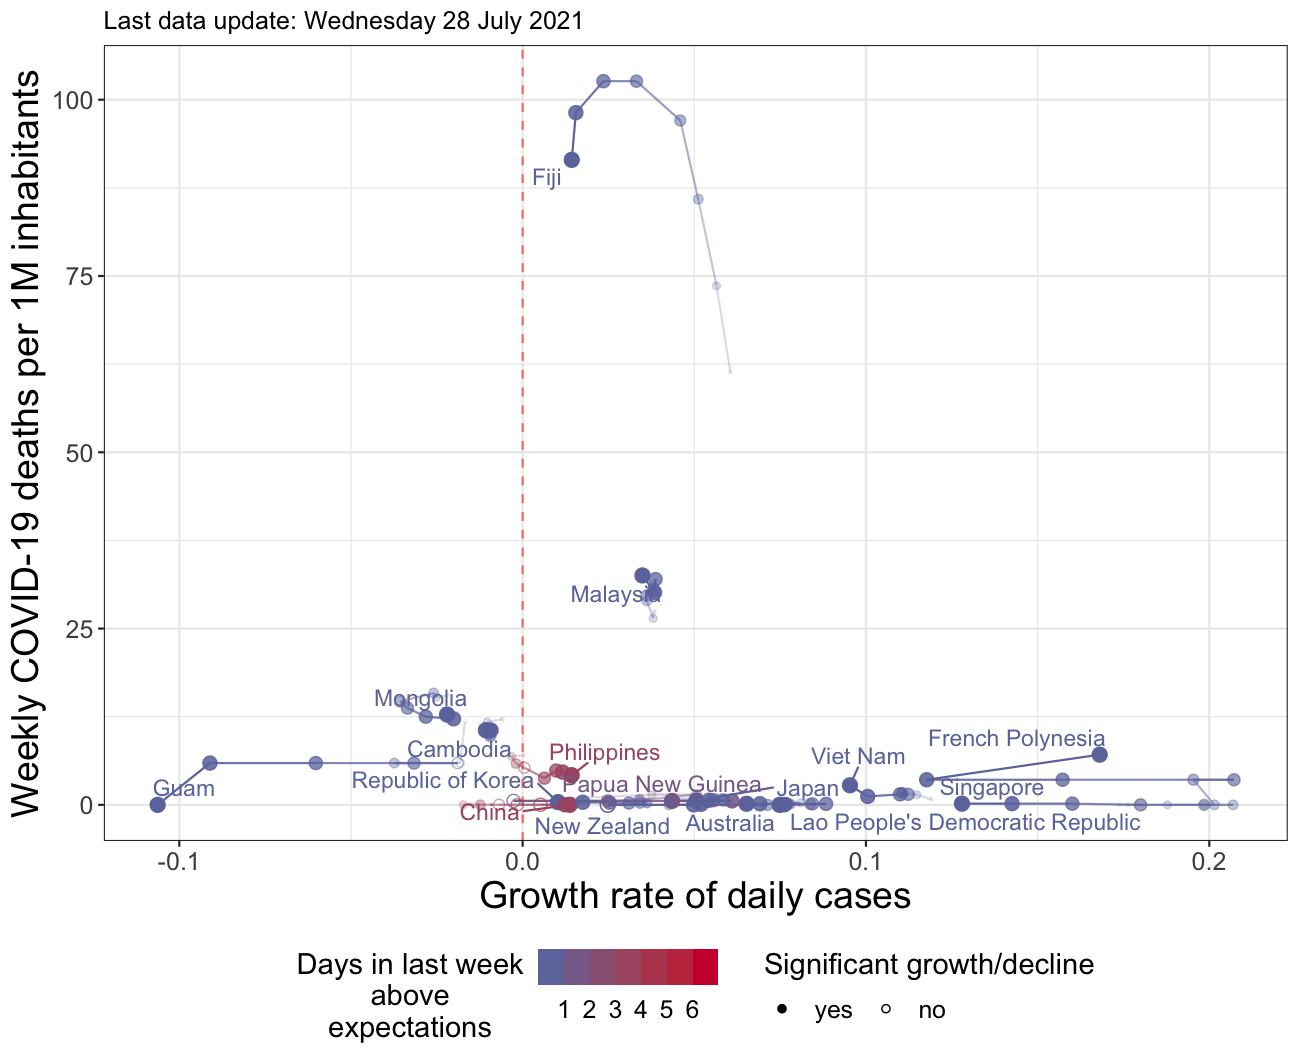 Last data update: Wednesday 28 July 2021
Weekly COVID-19 deaths per 1M inhabitants
100
75
50
25
0
Fiji
Malaysia
Mongolia
Cambodia
Philippines
French Polynesia
Viet Nam
Guam
Republic of Korea
Papua New Guinea
Japan
Singapore
China
New Zealand
Australia
Lao People's Democratic Republic
-0.1
0.0
0.1
0.2
Growth rate of daily cases
Days in last week
above
expectations
1 2 3 4 5 6
Significant growth/decline
yes
no